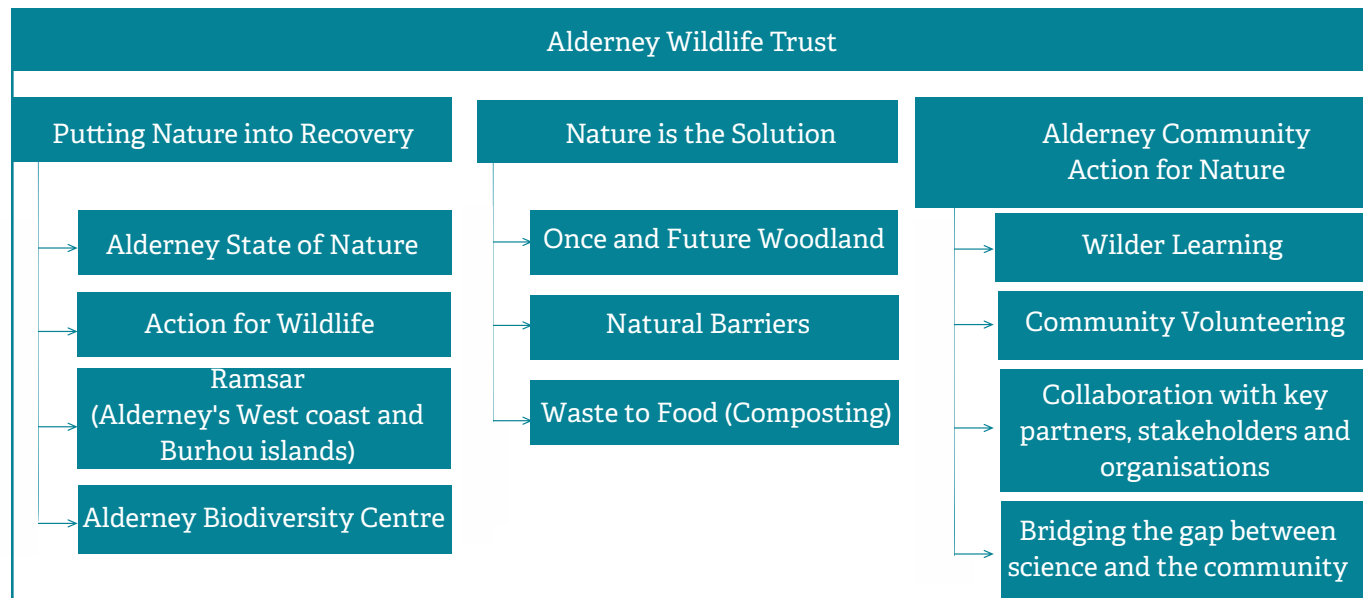 Alderney Wildlife Trust
Putting Nature into Recovery
Alderney State of Nature
Action for Wildlife
Ramsar
(Alderney's West coast and
Burhou islands)
Alderney Biodiversity Centre
Nature is the Solution
Once and Future Woodland
Natural Barriers
Waste to Food (Composting)
Alderney Community
Action for Nature
Wilder Learning
Community Volunteering
Collaboration with key
partners, stakeholders and
organisations
Bridging the gap between
science and the community